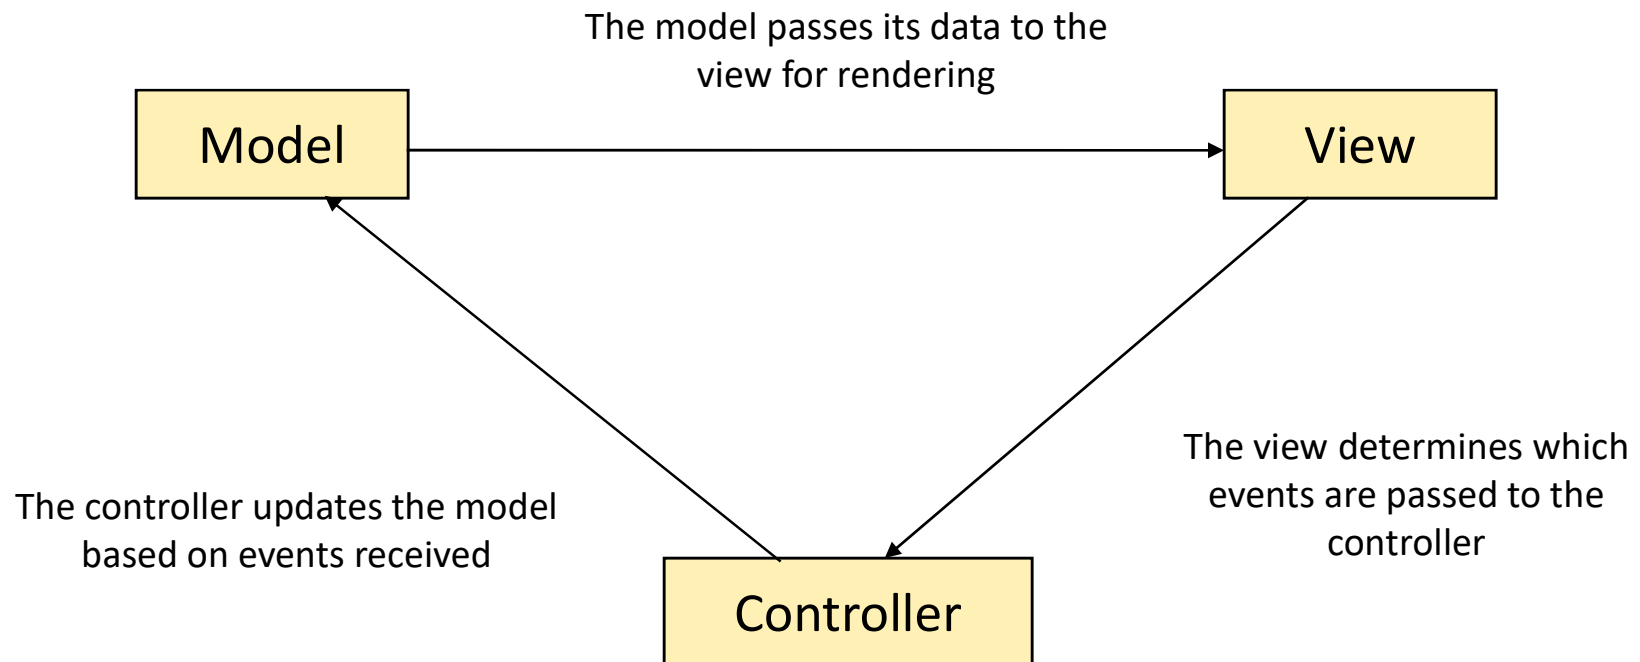 The model passes its data to the
view for rendering
Model
View
The view determines which
events are passed to the
controller
The controller updates the model
based on events received
Controller